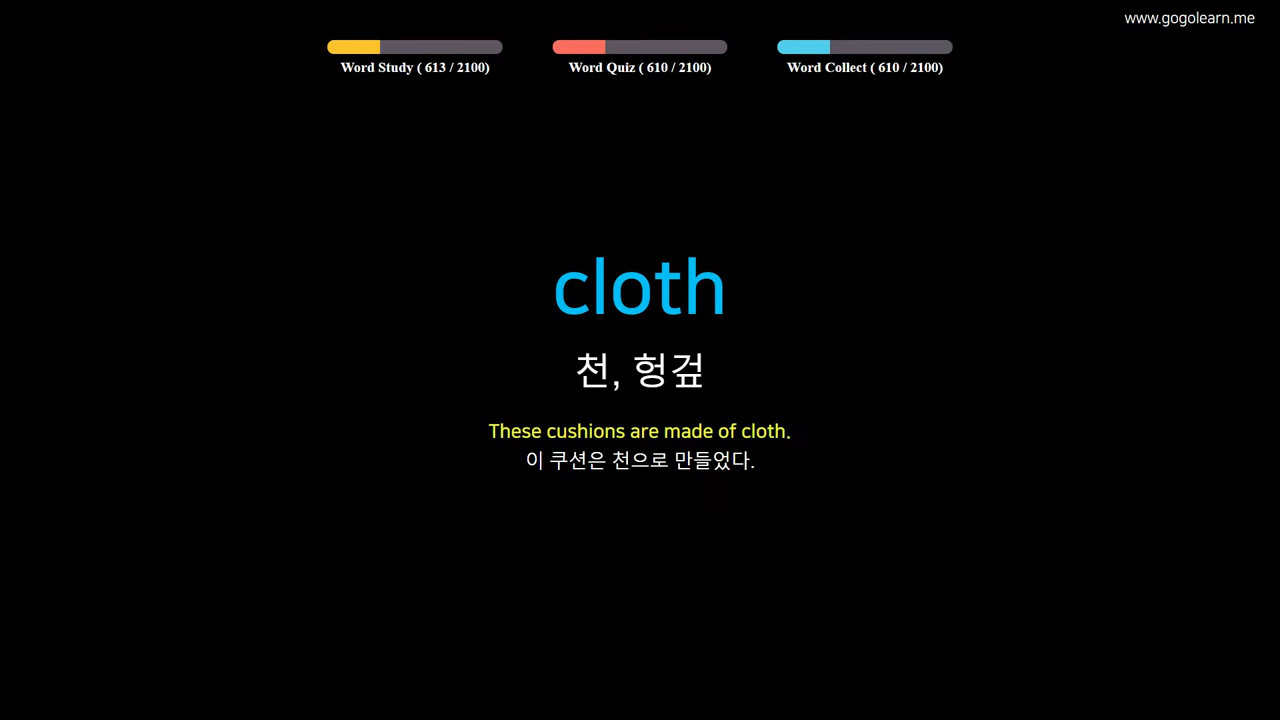 www.gogolearn.me
Word Study ( 613 / 2100)
Word Quiz ( 610 / 2100)
Word Collect ( 610 / 2100)
cloth
천, 헝겊
These cushions are made of cloth.
이 쿠션은 천으로 만들었다.